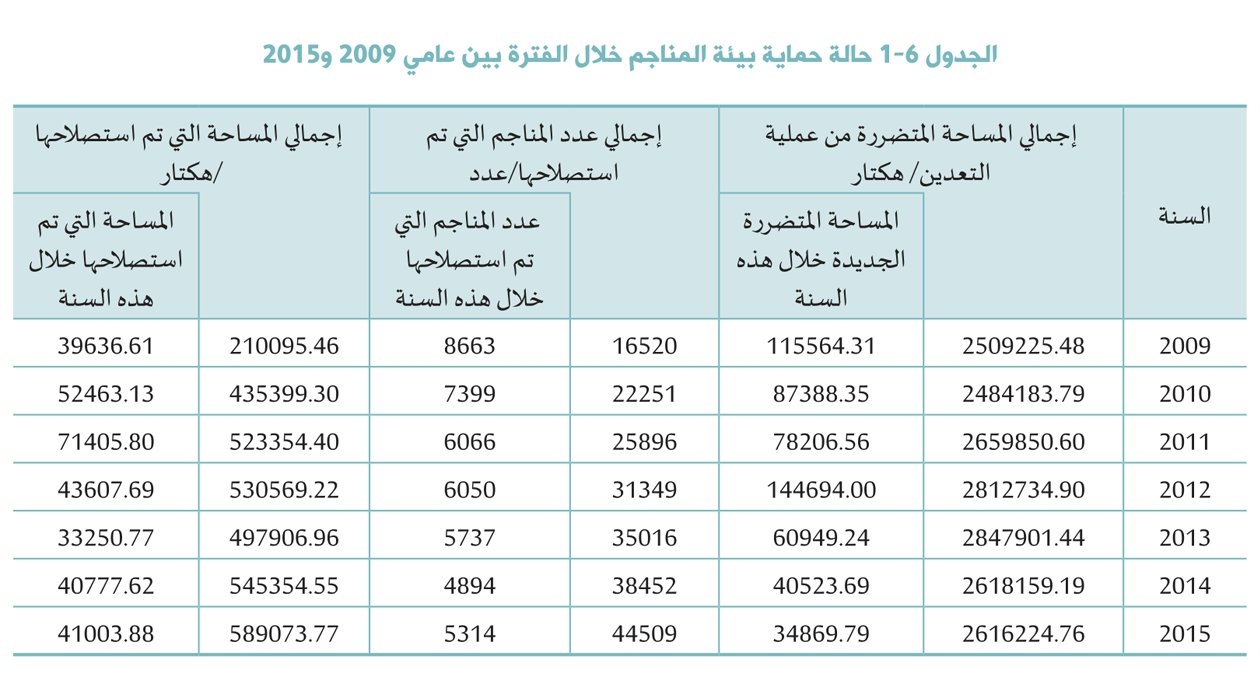 الجدول 6-1 حالة حماية بيئة المناجم خلال الفترة بين عامي 2009 و2015
السنة
إجمالي المساحة المتضررة من عملية
التعدين/ هكتار
المساحة المتضررة
الجديدة خلال هذه
السنة
إجمالي عدد المناجم التي تم
استصلاحها/عدد
عدد المناجم التي
تم استصلاحها
خلال هذه السنة
إجمالي المساحة التي تم استصلاحها
/هكتار
المساحة التي تم
استصلاحها خلال
هذه السنة
2009 2509225.48 115564.31 16520 8663 210095.46 39636.61
2010 2484183.79 87388.35 22251 7399 435399.30 52463.13
2011 2659850.60 78206.56 25896 6066 523354.40 71405.80
2012 2812734.90 144694.00 31349 6050 530569.22 43607.69
2013 2847901.44 60949.24 35016 5737 497906.96 33250.77
2014 2618159.19 40523.69 38452 4894 545354.55 40777.62
2015 2616224.76 34869.79 44509 5314 589073.77 41003.88